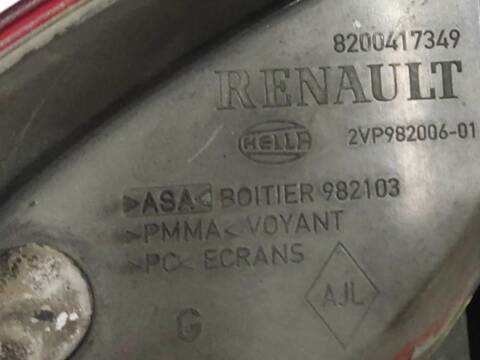 8200417349
RENAULT
HELLA 2VP982006-01
>ASA< BOITIER 982103
>PMMA< VOYANT
>PC< ECRANS
AJL
G